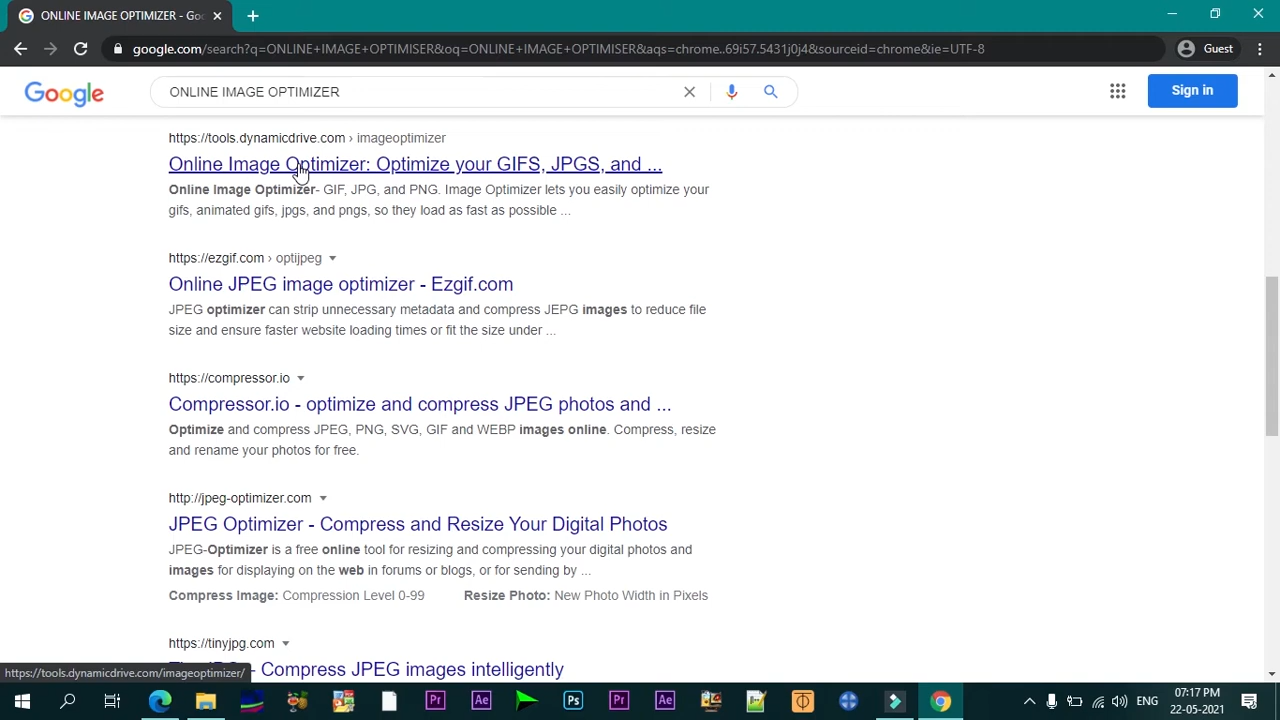 ONLINE IMAGE OPTIMIZER - Go
google.com/search?q=ONLINE+IMAGE+OPTIMISER&oq=ONLINE+IMAGE+OPTIMISER&aqs=chrome..69i57.5431j0j4&sourceid=chrome&ie=UTF-8
Guest
Google
ONLINE IMAGE OPTIMIZER
Sign in
https://tools.dynamicdrive.com › imageoptimizer
Online Image Optimizer: Optimize your GIFS, JPGS, and ...
Online Image Optimizer- GIF, JPG, and PNG. Image Optimizer lets you easily optimize your
gifs, animated gifs, jpgs, and pngs, so they load as fast as possible ...
https://ezgif.com › optijpeg
Online JPEG image optimizer - Ezgif.com
JPEG optimizer can strip unnecessary metadata and compress JEPG images to reduce file
size and ensure faster website loading times or fit the size under ...
https://compressor.io
Compressor.io - optimize and compress JPEG photos and ...
Optimize and compress JPEG, PNG, SVG, GIF and WEBP images online. Compress, resize
and rename your photos for free.
http://jpeg-optimizer.com
JPEG Optimizer - Compress and Resize Your Digital Photos
JPEG-Optimizer is a free online tool for resizing and compressing your digital photos and
images for displaying on the web in forums or blogs, or for sending by ...
Compress Image: Compression Level 0-99 Resize Photo: New Photo Width in Pixels
https://tinyjpg.com
- Compress JPEG images intelligently
https://tools.dynamicdrive.com/imageoptimizer/
Pr
Ae
Ps
Pr
Ae
ENG
07:17 PM
22-05-2021